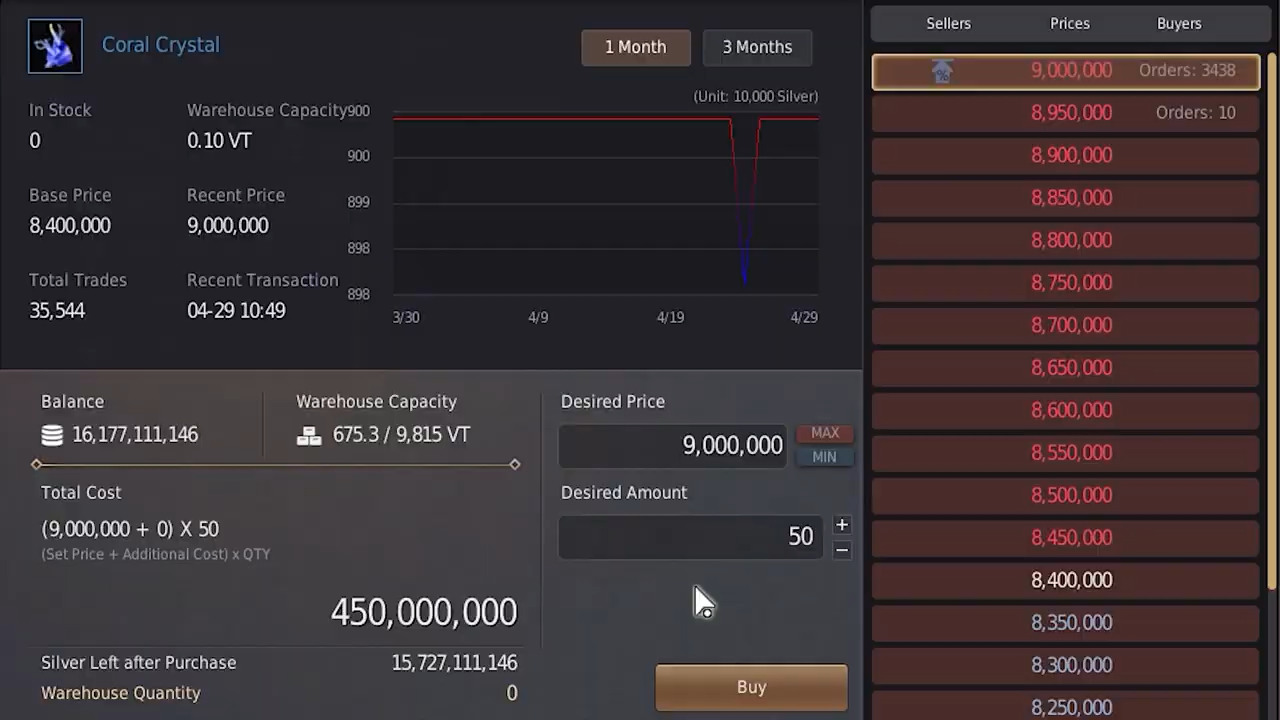 Coral Crystal
1 Month
3 Months
(Unit: 10,000 Silver)
In Stock
Warehouse Capacity
0
0.10 VT
Base Price
Recent Price
8,400,000
9,000,000
Total Trades
Recent Transaction
35,544
04-29 10:49
900
900
899
898
898
3/30
4/9
4/19
4/29
Balance
Warehouse Capacity
16,177,111,146
675.3 / 9,815 VT
Total Cost
(9,000,000 + 0) X 50
(Set Price + Additional Cost) x QTY
450,000,000
Silver Left after Purchase
15,727,111,146
Warehouse Quantity
0
Desired Price
9,000,000
MAX
MIN
Desired Amount
50
+
−
Buy
Sellers Prices Buyers
% 9,000,000 Orders: 3438
8,950,000 Orders: 10
8,900,000
8,850,000
8,800,000
8,750,000
8,700,000
8,650,000
8,600,000
8,550,000
8,500,000
8,450,000
8,400,000
8,350,000
8,300,000
8,250,000